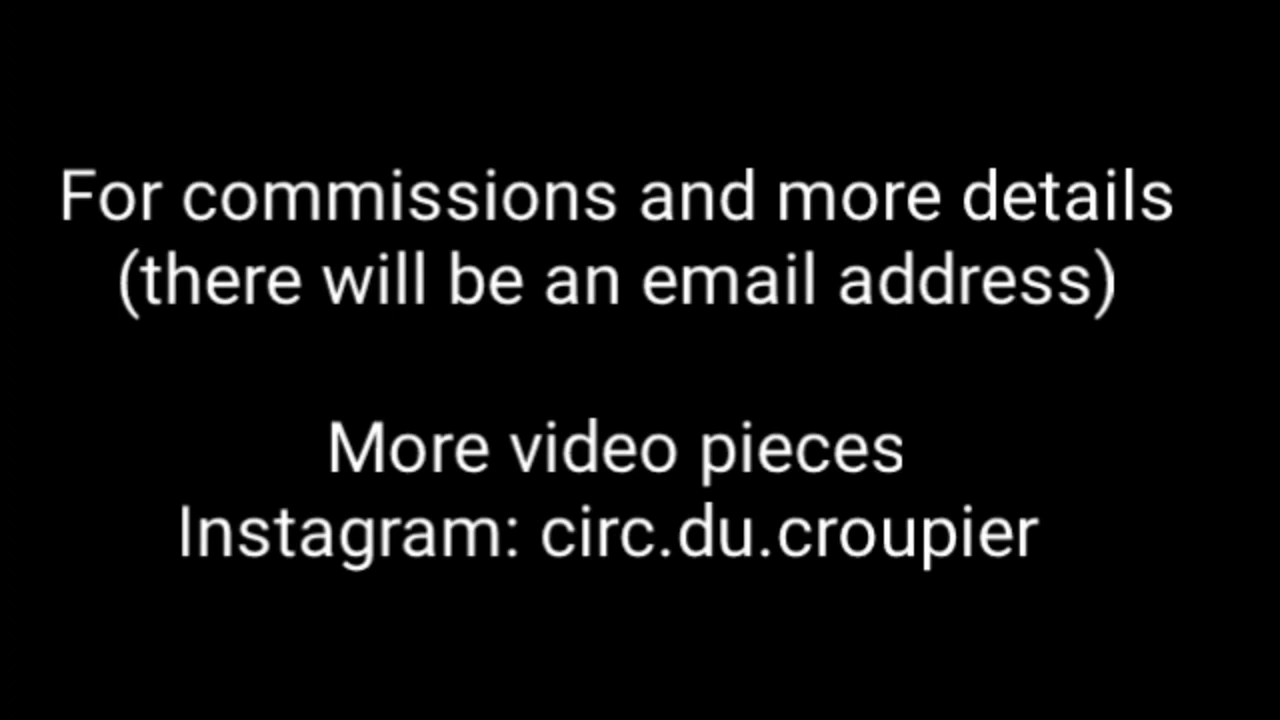 For commissions and more details
(there will be an email address)
More video pieces
Instagram: circ.du.croupier